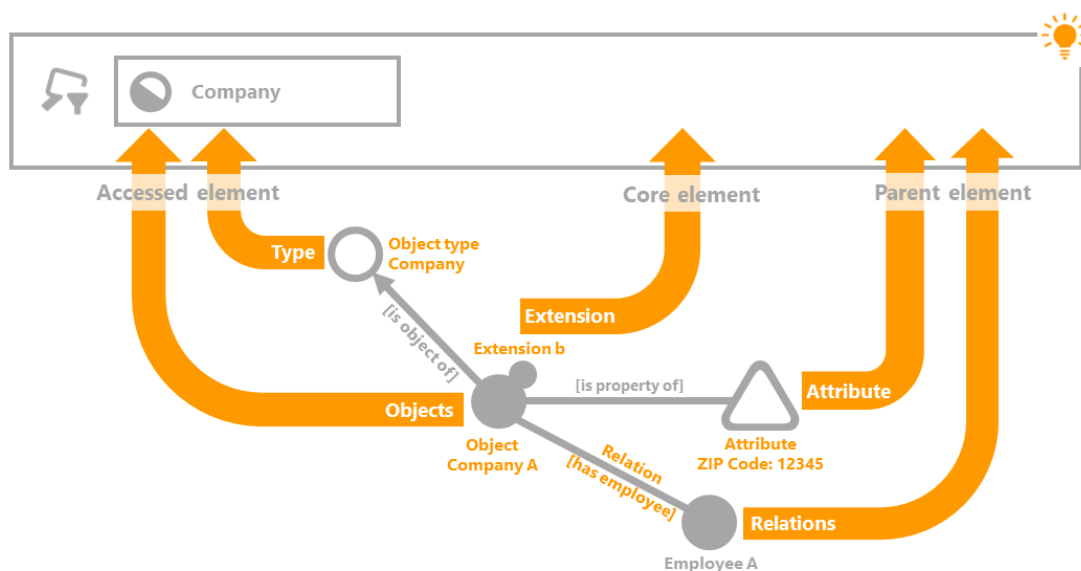 Company
Accessed element
Core element
Parent element
Type
Object type
Company
[is object of]
Extension
Extension b
[is property of]
Attribute
Objects
Object
Company A
Relation
[has employee]
Attribute
ZIP Code: 12345
Relations
Employee A